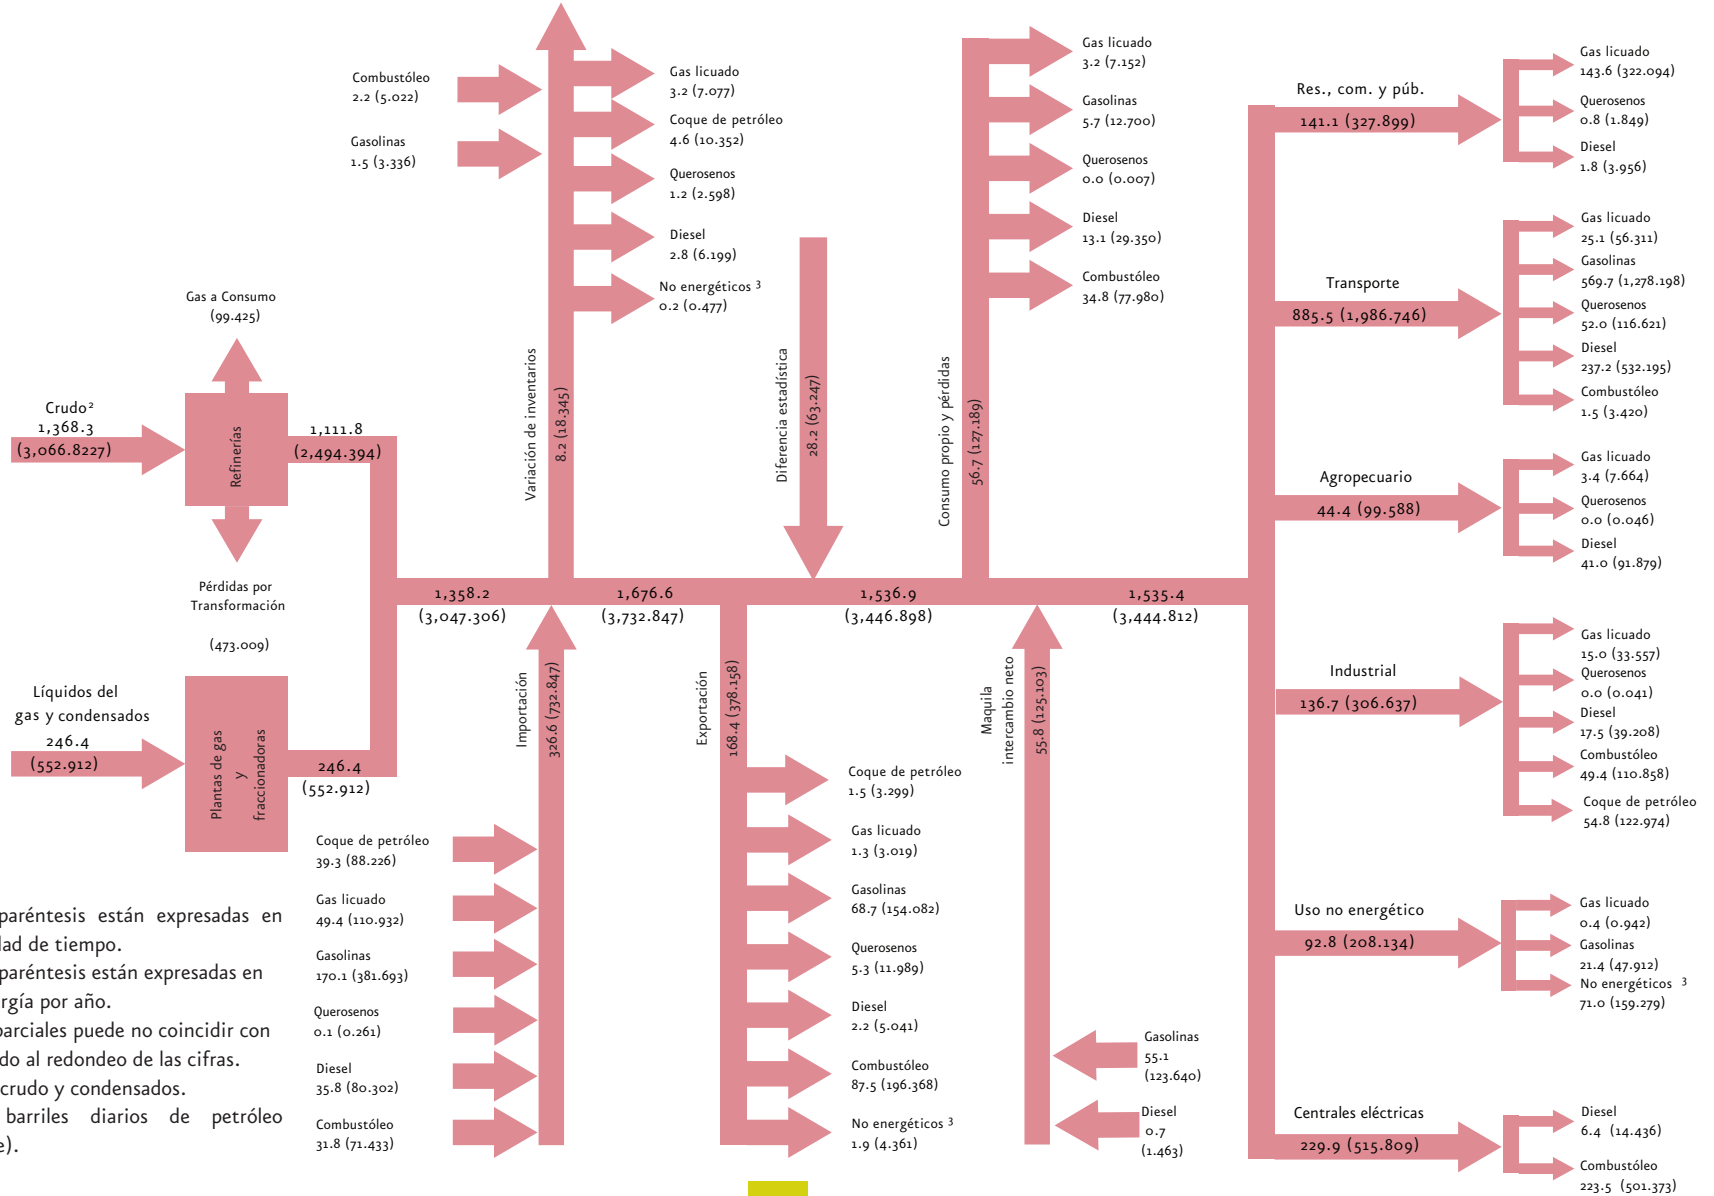 Crudo²
1,368.3
(3,066.8227)
Gas a Consumo
(99.425)
Refinerías
Pérdidas por
Transformación
(473.009)
1,111.8
(2,494.394)
Líquidos del
gas y condensados
246.4
(552.912)
Plantas de gas
y
fraccionadoras
246.4
(552.912)
1,358.2
(3,047.306)
Combustóleo
2.2 (5.022)
Gasolinas
1.5 (3.336)
Variación de inventarios
8.2 (18.345)
Gas licuado
3.2 (7.077)
Coque de petróleo
4.6 (10.352)
Querosenos
1.2 (2.598)
Diesel
2.8 (6.199)
No energéticos ³
0.2 (0.477)
Importación
326.6 (732.847)
Coque de petróleo
39.3 (88.226)
Gas licuado
49.4 (110.932)
Gasolinas
170.1 (381.693)
Querosenos
0.1 (0.261)
Diesel
35.8 (80.302)
Combustóleo
31.8 (71.433)
1,676.6
(3,732.847)
Exportación
168.4 (378.158)
Coque de petróleo
1.5 (3.299)
Gas licuado
1.3 (3.019)
Gasolinas
68.7 (154.082)
Querosenos
5.3 (11.989)
Diesel
2.2 (5.041)
Combustóleo
87.5 (196.368)
No energéticos ³
1.9 (4.361)
Diferencia estadística
28.2 (63.247)
1,536.9
(3,446.898)
Consumo propio y pérdidas
56.7 (127.189)
Gas licuado
3.2 (7.152)
Gasolinas
5.7 (12.700)
Querosenos
0.0 (0.007)
Diesel
13.1 (29.350)
Combustóleo
34.8 (77.980)
Maquila
intercambio neto
55.8 (125.103)
Gasolinas
55.1
(123.640)
Diesel
0.7
(1.463)
1,535.4
(3,444.812)
Res., com. y púb.
141.1 (327.899)
Gas licuado
143.6 (322.094)
Querosenos
0.8 (1.849)
Diesel
1.8 (3.956)
Transporte
885.5 (1,986.746)
Gas licuado
25.1 (56.311)
Gasolinas
569.7 (1,278.198)
Querosenos
52.0 (116.621)
Diesel
237.2 (532.195)
Combustóleo
1.5 (3.420)
Agropecuario
44.4 (99.588)
Gas licuado
3.4 (7.664)
Querosenos
0.0 (0.046)
Diesel
41.0 (91.879)
Industrial
136.7 (306.637)
Gas licuado
15.0 (33.557)
Querosenos
0.0 (0.041)
Diesel
17.5 (39.208)
Combustóleo
49.4 (110.858)
Coque de petróleo
54.8 (122.974)
Uso no energético
92.8 (208.134)
Gas licuado
0.4 (0.942)
Gasolinas
21.4 (47.912)
No energéticos ³
71.0 (159.279)
Centrales eléctricas
229.9 (515.809)
Diesel
6.4 (14.436)
Combustóleo
223.5 (501.373)
paréntesis están expresadas en
dad de tiempo.
paréntesis están expresadas en
rgía por año.
parciales puede no coincidir con
do al redondeo de las cifras.
crudo y condensados.
barriles diarios de petróleo
e).